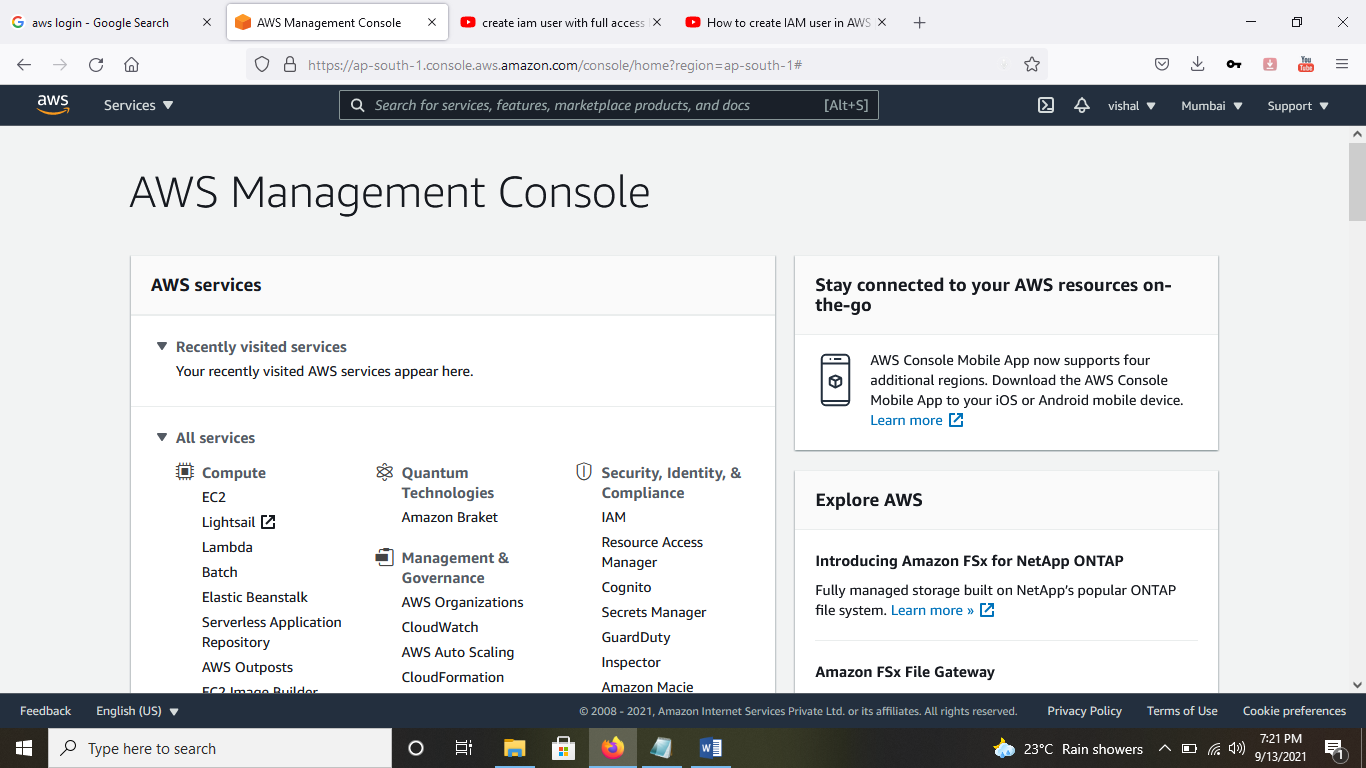 aws login - Google Search
AWS Management Console
create iam user with full access
How to create IAM user in AWS
https://ap-south-1.console.aws.amazon.com/console/home?region=ap-south-1#
You
Tube
aws
Services
Search for services, features, marketplace products, and docs
[Alt+S]
vishal
Mumbai
Support
AWS Management Console
AWS services
Recently visited services
Your recently visited AWS services appear here.
All services
Compute
EC2
Lightsail
Lambda
Batch
Elastic Beanstalk
Serverless Application
Repository
AWS Outposts
EC2 Image Builder
Quantum
Technologies
Amazon Braket
Management &
Governance
AWS Organizations
CloudWatch
AWS Auto Scaling
CloudFormation
Security, Identity, &
Compliance
IAM
Resource Access
Manager
Cognito
Secrets Manager
GuardDuty
Inspector
Amazon Macie
Stay connected to your AWS resources on-
the-go
AWS Console Mobile App now supports four
additional regions. Download the AWS Console
Mobile App to your iOS or Android mobile device.
Learn more
Explore AWS
Introducing Amazon FSx for NetApp ONTAP
Fully managed storage built on NetApp's popular ONTAP
file system. Learn more »
Amazon FSx File Gateway
Feedback
English (US)
© 2008 - 2021, Amazon Internet Services Private Ltd. or its affiliates. All rights reserved.
Privacy Policy
Terms of Use
Cookie preferences
Type here to search
23°C Rain showers
7:21 PM
9/13/2021
1